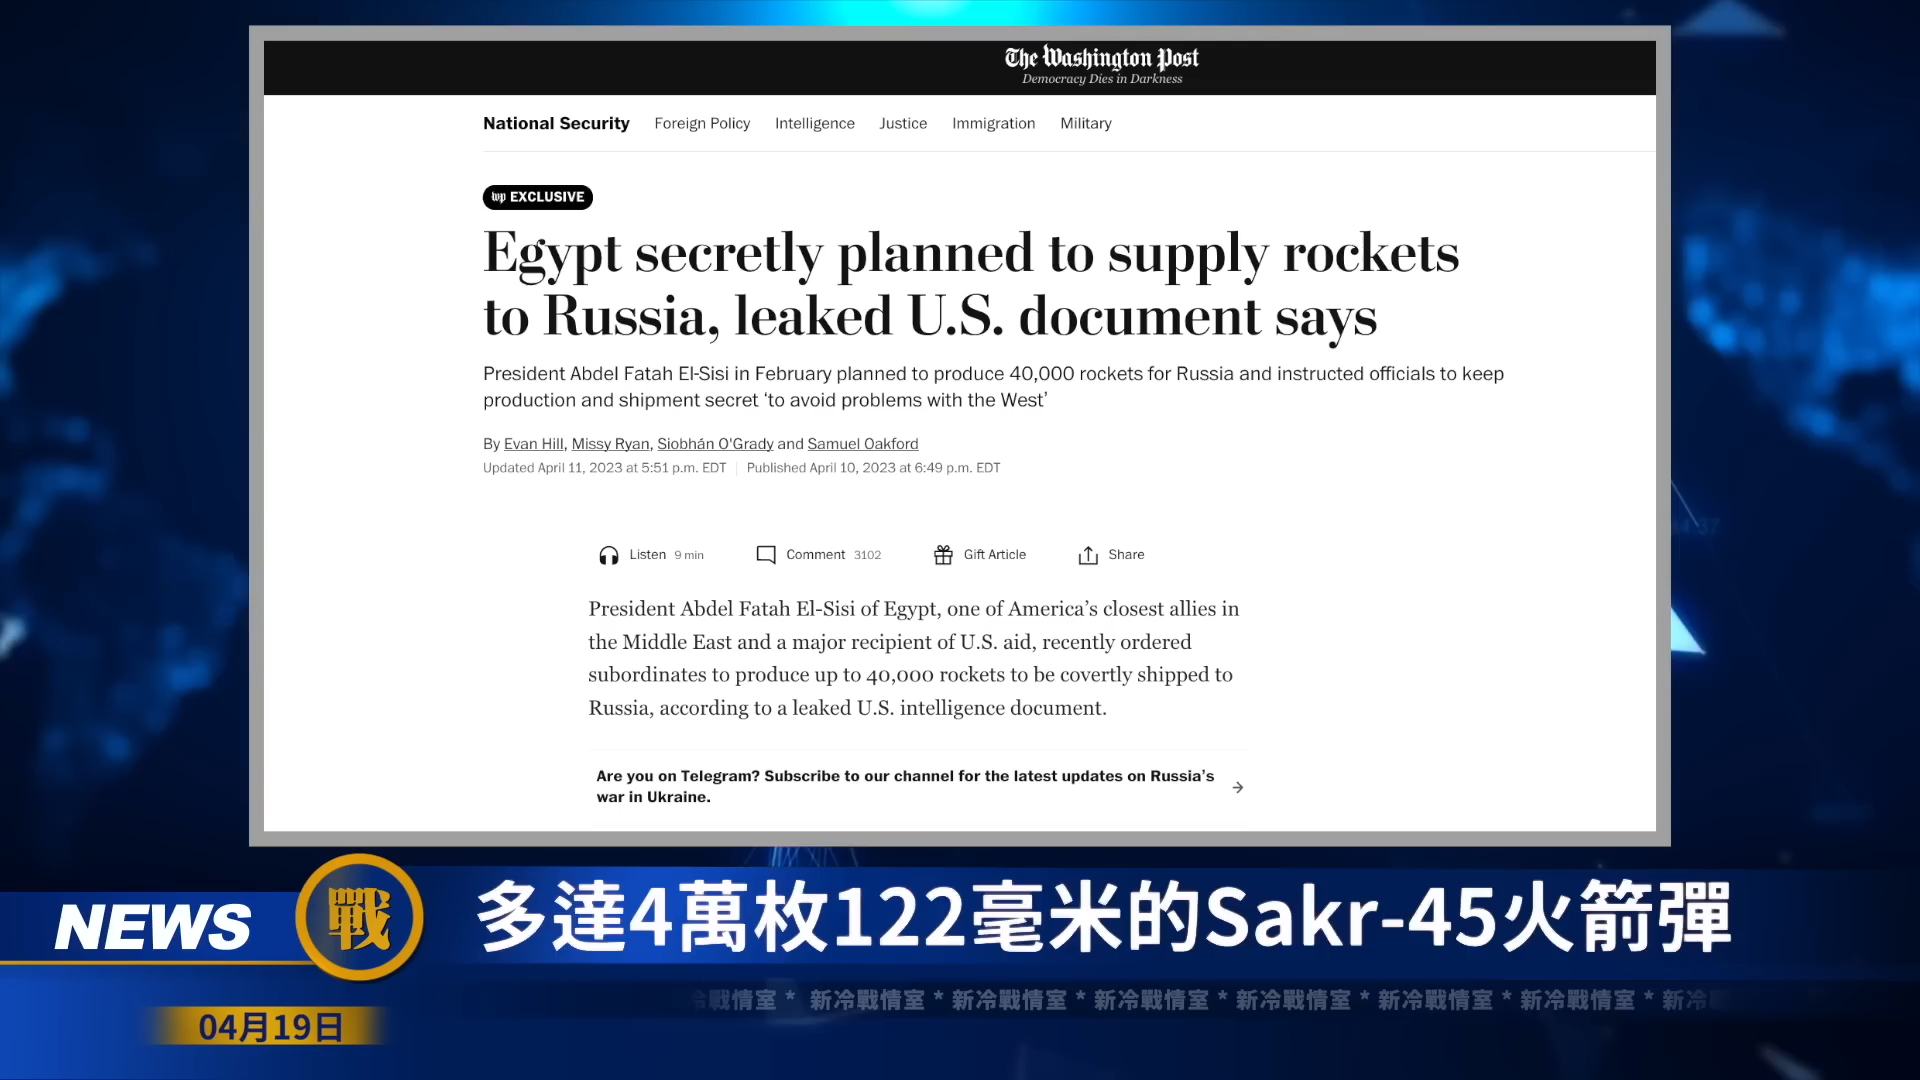 The Washington Post
Democracy Dies in Darkness
National Security Foreign Policy Intelligence Justice Immigration Military
wp EXCLUSIVE
Egypt secretly planned to supply rockets
to Russia, leaked U.S. document says
President Abdel Fatah El-Sisi in February planned to produce 40,000 rockets for Russia and instructed officials to keep
production and shipment secret ‘to avoid problems with the West’
By Evan Hill, Missy Ryan, Siobhán O'Grady and Samuel Oakford
Updated April 11, 2023 at 5:51 p.m. EDT | Published April 10, 2023 at 6:49 p.m. EDT
Listen 9 min Comment 3102 Gift Article Share
President Abdel Fatah El-Sisi of Egypt, one of America’s closest allies in
the Middle East and a major recipient of U.S. aid, recently ordered
subordinates to produce up to 40,000 rockets to be covertly shipped to
Russia, according to a leaked U.S. intelligence document.
Are you on Telegram? Subscribe to our channel for the latest updates on Russia’s
war in Ukraine.
NEWS 戰 多達4萬枚122毫米的Sakr-45火箭彈
戰情室 * 新冷戰情室 * 新冷戰情室 * 新冷戰情室 * 新冷戰情室 * 新冷戰情室 * 新冷戰情室 * 新
04月19日